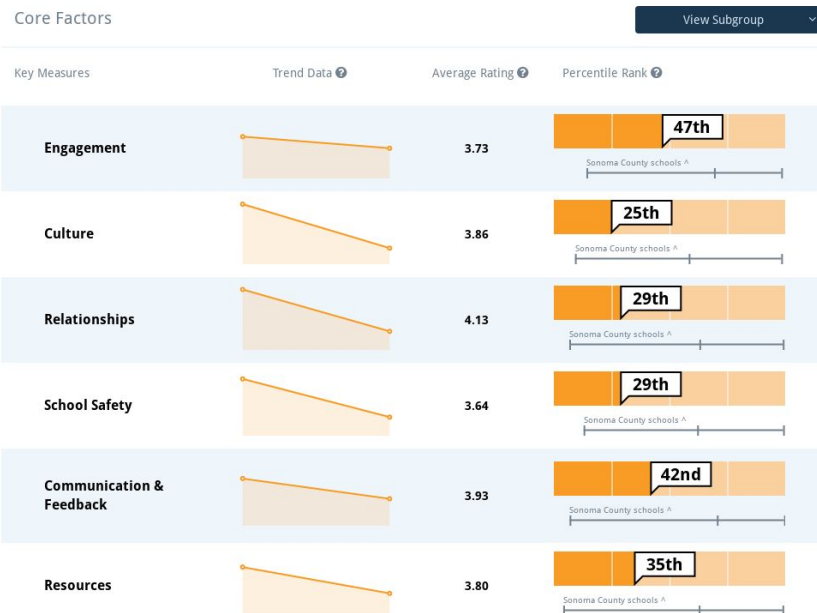 Core Factors
View Subgroup
Key Measures Trend Data ? Average Rating ? Percentile Rank ?
Engagement 3.73 47th
Sonoma County schools ^
Culture 3.86 25th
Sonoma County schools ^
Relationships 4.13 29th
Sonoma County schools ^
School Safety 3.64 29th
Sonoma County schools ^
Communication &
Feedback 3.93 42nd
Sonoma County schools ^
Resources 3.80 35th
Sonoma County schools ^